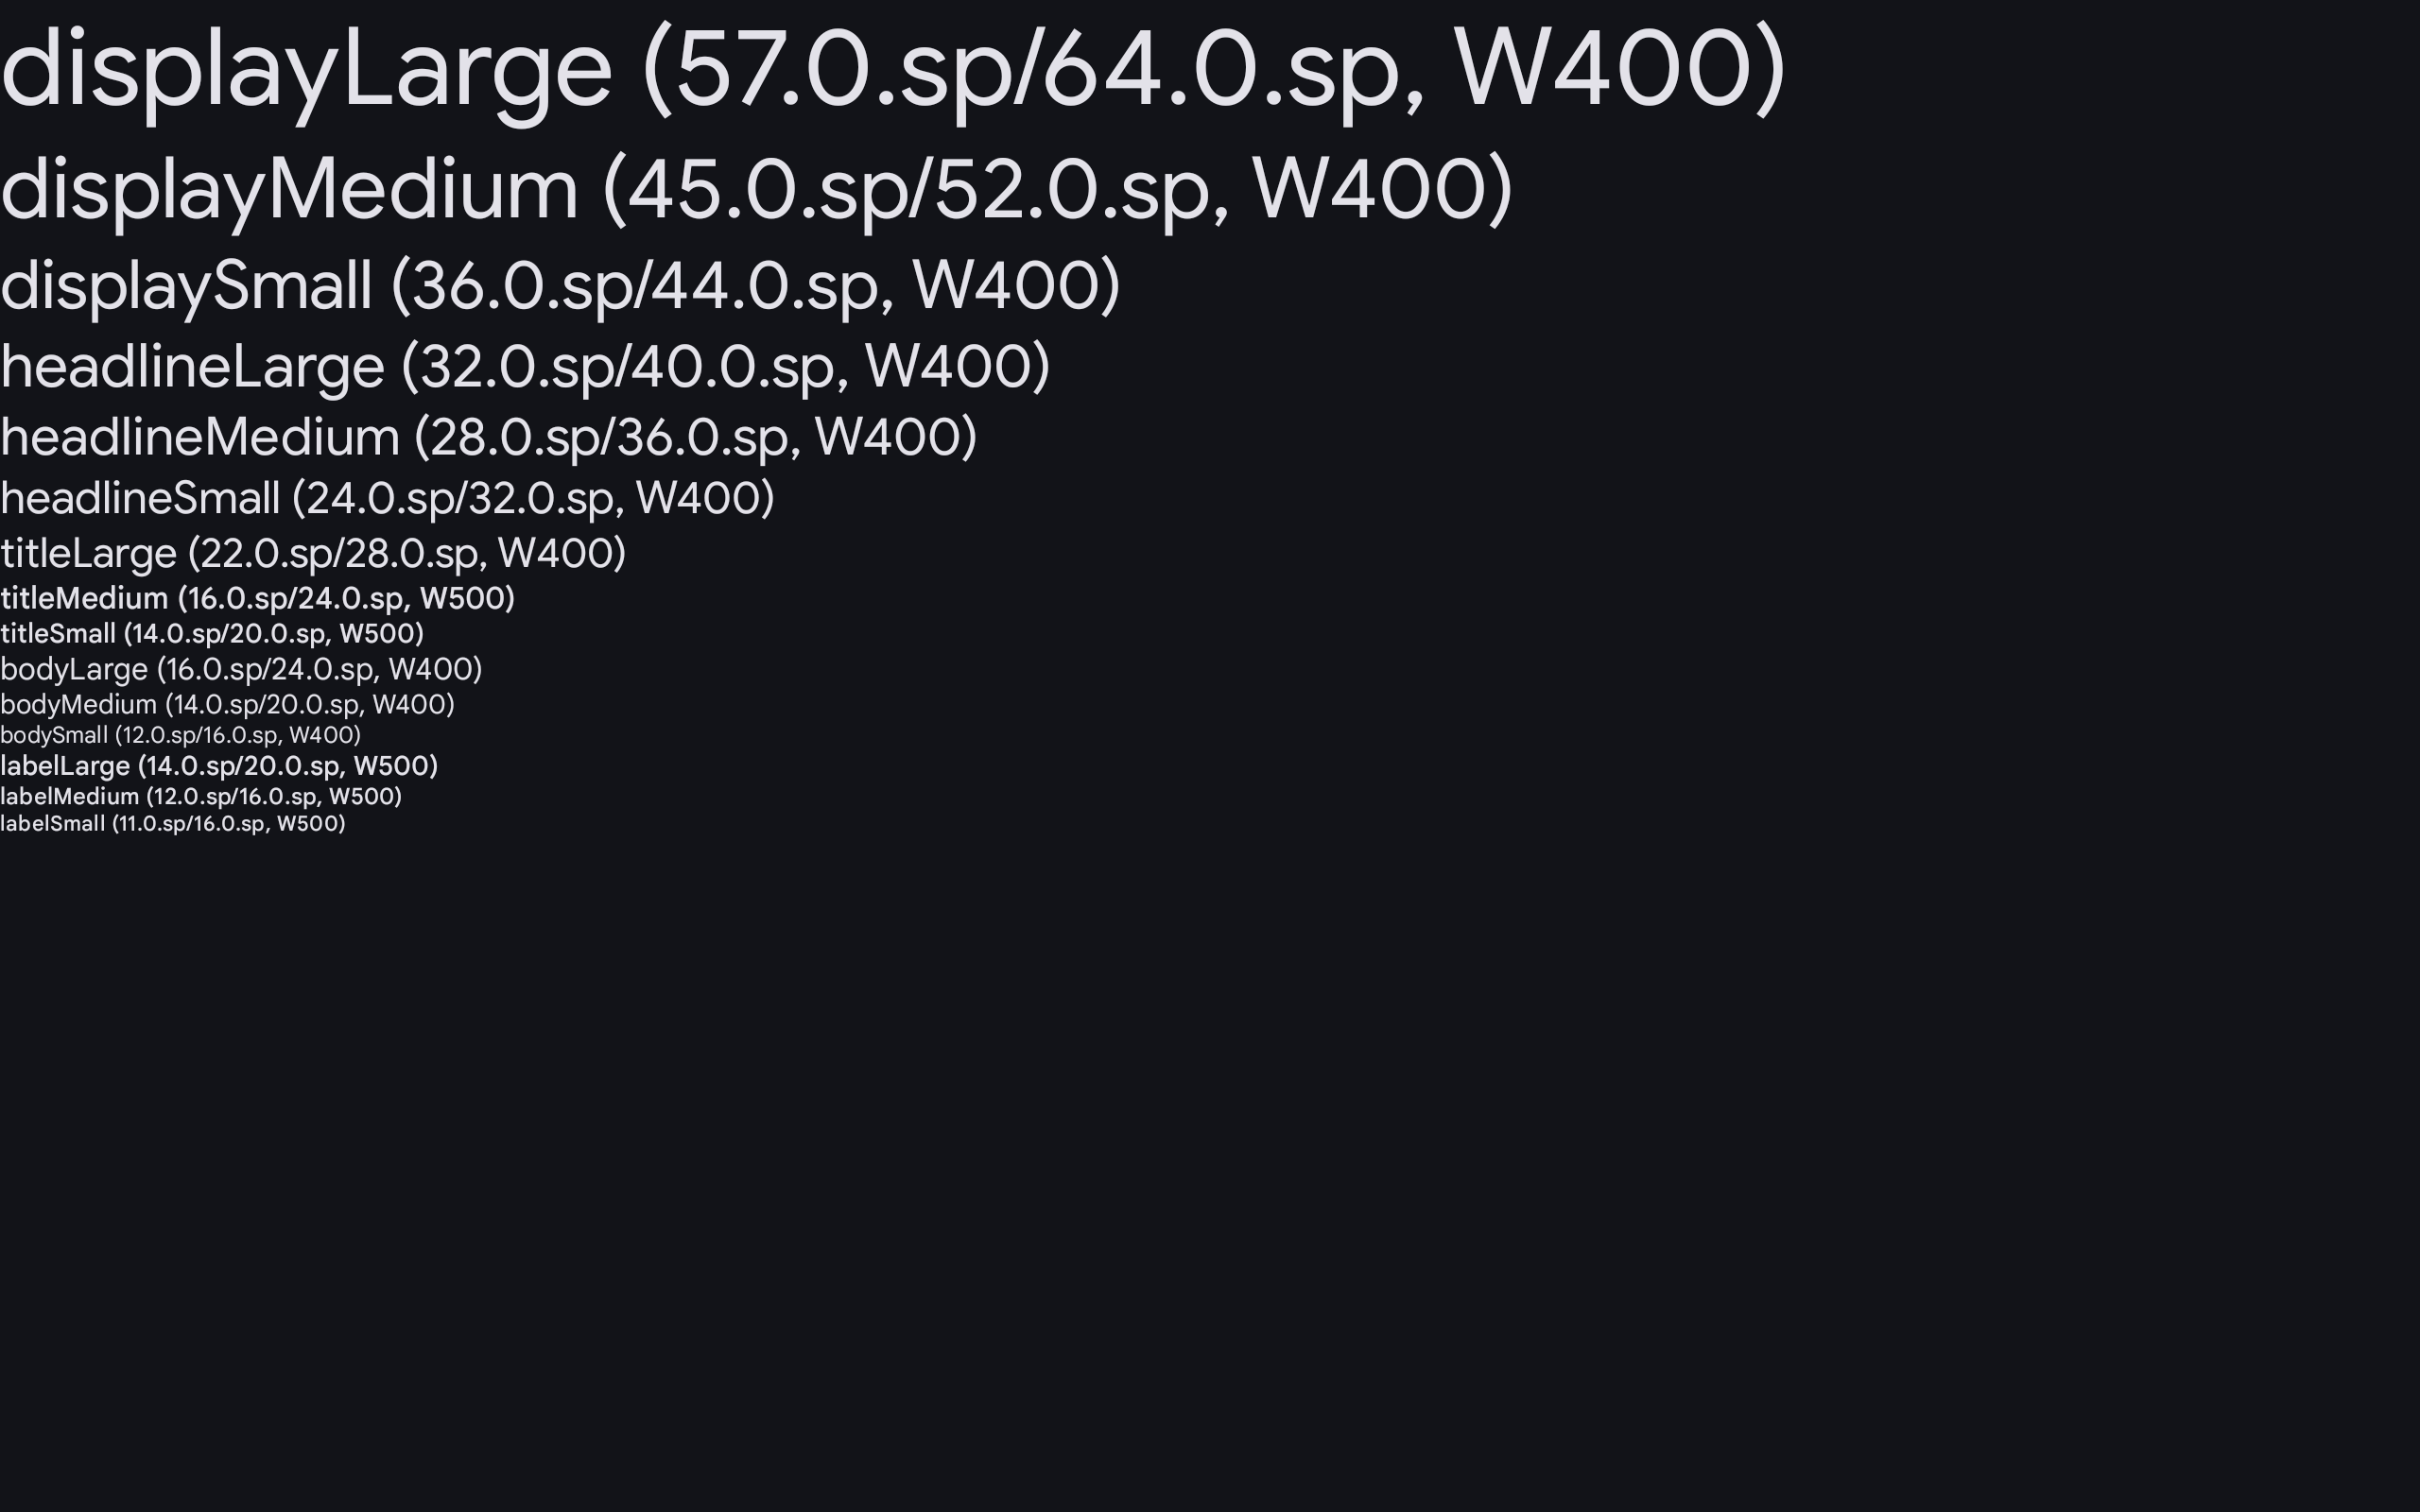 displayLarge (57.0.sp/64.0.sp, W400)
displayMedium (45.0.sp/52.0.sp, W400)
displaySmall (36.0.sp/44.0.sp, W400)
headlineLarge (32.0.sp/40.0.sp, W400)
headlineMedium (28.0.sp/36.0.sp, W400)
headlineSmall (24.0.sp/32.0.sp, W400)
titleLarge (22.0.sp/28.0.sp, W400)
titleMedium (16.0.sp/24.0.sp, W500)
titleSmall (14.0.sp/20.0.sp, W500)
bodyLarge (16.0.sp/24.0.sp, W400)
bodyMedium (14.0.sp/20.0.sp, W400)
bodySmall (12.0.sp/16.0.sp, W400)
labelLarge (14.0.sp/20.0.sp, W500)
labelMedium (12.0.sp/16.0.sp, W500)
labelSmall (11.0.sp/16.0.sp, W500)